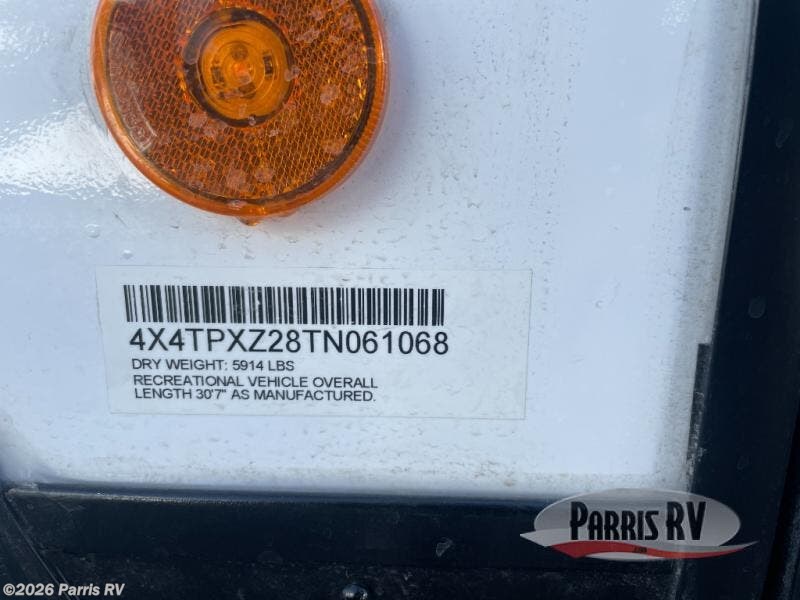 4X4TPXZ28TN061068
DRY WEIGHT: 5914 LBS
RECREATIONAL VEHICLE OVERALL
LENGTH 30'7" AS MANUFACTURED.
PARRIS RV
©2026 Parris RV